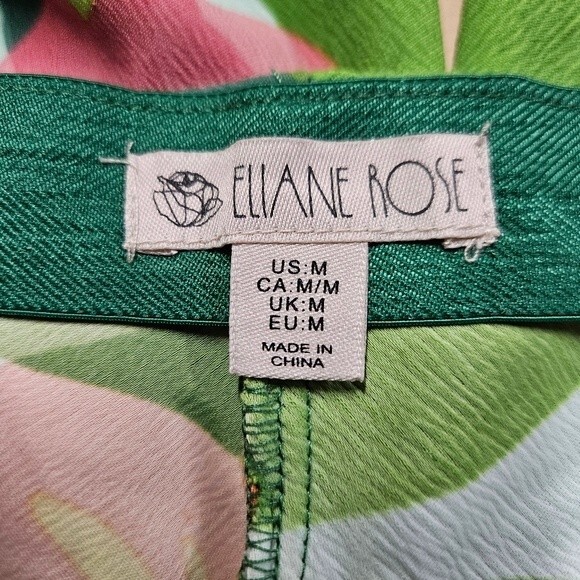 ELIANE ROSE
US:M
CA:M/M
UK:M
EU:M
MADE IN
CHINA